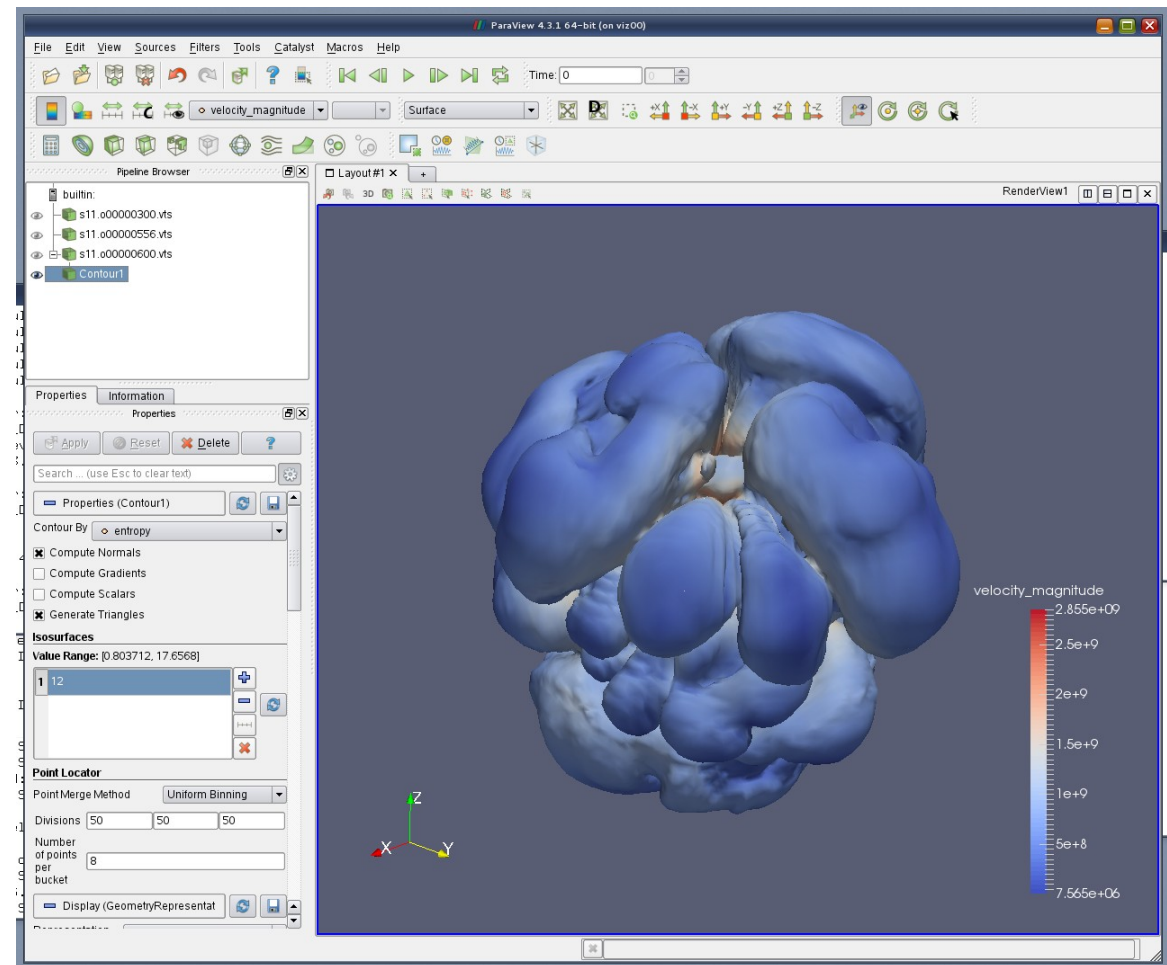 ParaView 4.3.1 64-bit (on viz00)
File Edit View Sources Filters Tools Catalyst Macros Help
Time: 0 0
velocity_magnitude Surface
+X -X +Y -Y +Z -Z
Pipeline Browser
Layout #1
3D
RenderView1
builtin:
s11.o00000300.vts
s11.o00000556.vts
s11.o00000600.vts
Contour1
Properties Information
Properties
Apply Reset Delete ?
Search ... (use Esc to clear text)
Properties (Contour1)
Contour By entropy
Compute Normals
Compute Gradients
Compute Scalars
Generate Triangles
Isosurfaces
Value Range: [0.803712, 17.6568]
1 12
Point Locator
Point Merge Method Uniform Binning
Divisions 50 50 50
Number
of points
per
bucket
8
Display (GeometryRepresentat
velocity_magnitude
2.855e+09
2.5e+9
2e+9
1.5e+9
1e+9
5e+8
7.565e+06
Z
X
Y